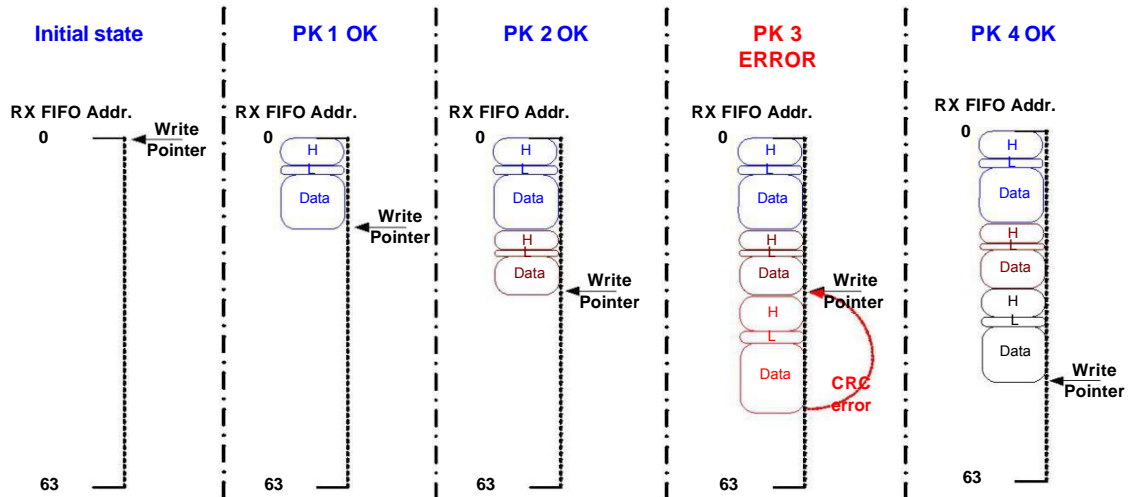 Initial state
RX FIFO Addr.
0
Write
Pointer
63
PK 1 OK
RX FIFO Addr.
0
H
L
Data
Write
Pointer
63
PK 2 OK
RX FIFO Addr.
0
H
L
Data
H
L
Data
Write
Pointer
63
PK 3
ERROR
RX FIFO Addr.
0
H
L
Data
H
L
Data
Write
Pointer
H
L
Data
CRC
error
63
PK 4 OK
RX FIFO Addr.
0
H
L
Data
H
L
Data
H
L
Data
Write
Pointer
63